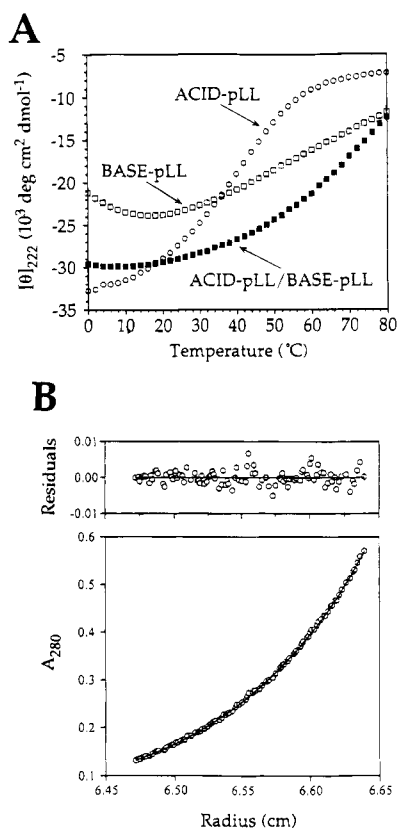 A
[θ]₂₂₂ (10³ deg cm² dmol⁻¹)
-5
-10
-15
-20
-25
-30
-35
ACID-pLL
BASE-pLL
ACID-pLL/BASE-pLL
0 10 20 30 40 50 60 70 80
Temperature (°C)
B
Residuals
0.01
0.00
-0.01
A₂₈₀
0.6
0.5
0.4
0.3
0.2
0.1
6.45 6.50 6.55 6.60 6.65
Radius (cm)